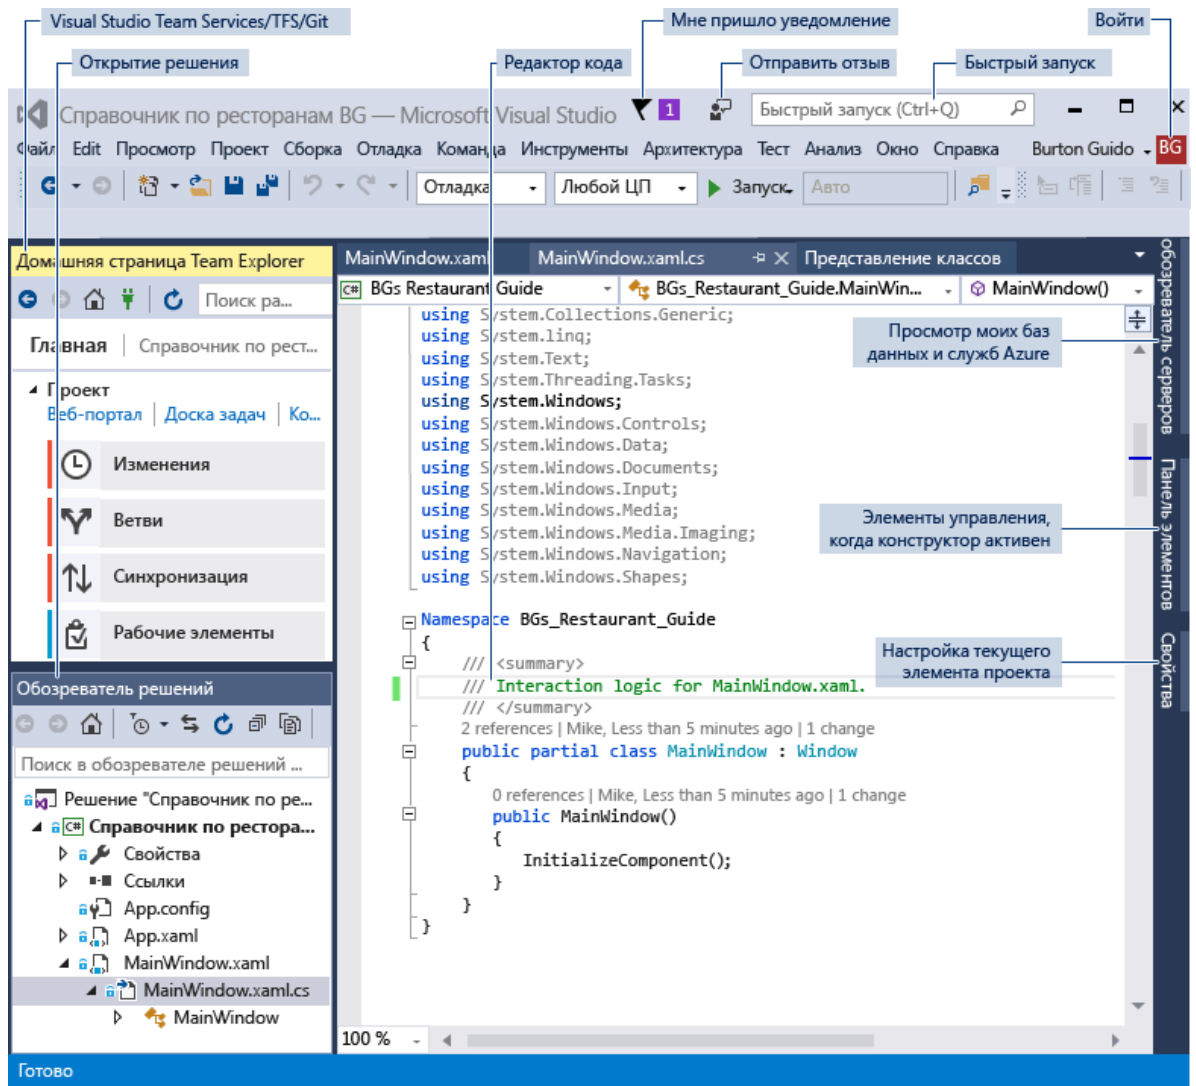 Visual Studio Team Services/TFS/Git
Мне пришло уведомление
Войти
Открытие решения
Редактор кода
Отправить отзыв
Быстрый запуск
Справочник по ресторанам BG — Microsoft Visual Studio
1
Быстрый запуск (Ctrl+Q)
Файл Edit Просмотр Проект Сборка Отладка Команда Инструменты Архитектура Тест Анализ Окно Справка Burton Guido BG
Отладка Любой ЦП Запуск Авто
Домашняя страница Team Explorer
Поиск ра...
Главная Справочник по рест...
Проект
Веб-портал Доска задач Ко...
Изменения
Ветви
Синхронизация
Рабочие элементы
Обозреватель решений
Поиск в обозревателе решений ...
Решение "Справочник по ре...
C# Справочник по рестора...
Свойства
Ссылки
App.config
App.xaml
MainWindow.xaml
MainWindow.xaml.cs
MainWindow
MainWindow.xaml MainWindow.xaml.cs Представление классов
C# BGs Restaurant Guide BGs_Restaurant_Guide.MainWin... MainWindow()
using System.Collections.Generic;
using System.linq;
using System.Text;
using System.Threading.Tasks;
using System.Windows;
using System.Windows.Controls;
using System.Windows.Data;
using System.Windows.Documents;
using System.Windows.Input;
using System.Windows.Media;
using System.Windows.Media.Imaging;
using System.Windows.Navigation;
using System.Windows.Shapes;
Namespace BGs_Restaurant_Guide
{
/// <summary>
/// Interaction logic for MainWindow.xaml.
/// </summary>
2 references | Mike, Less than 5 minutes ago | 1 change
public partial class MainWindow : Window
{
0 references | Mike, Less than 5 minutes ago | 1 change
public MainWindow()
{
InitializeComponent();
}
}
}
100 %
Просмотр моих баз
данных и служб Azure
Элементы управления,
когда конструктор активен
Настройка текущего
элемента проекта
Обозреватель серверов
Панель элементов
Свойства
Готово